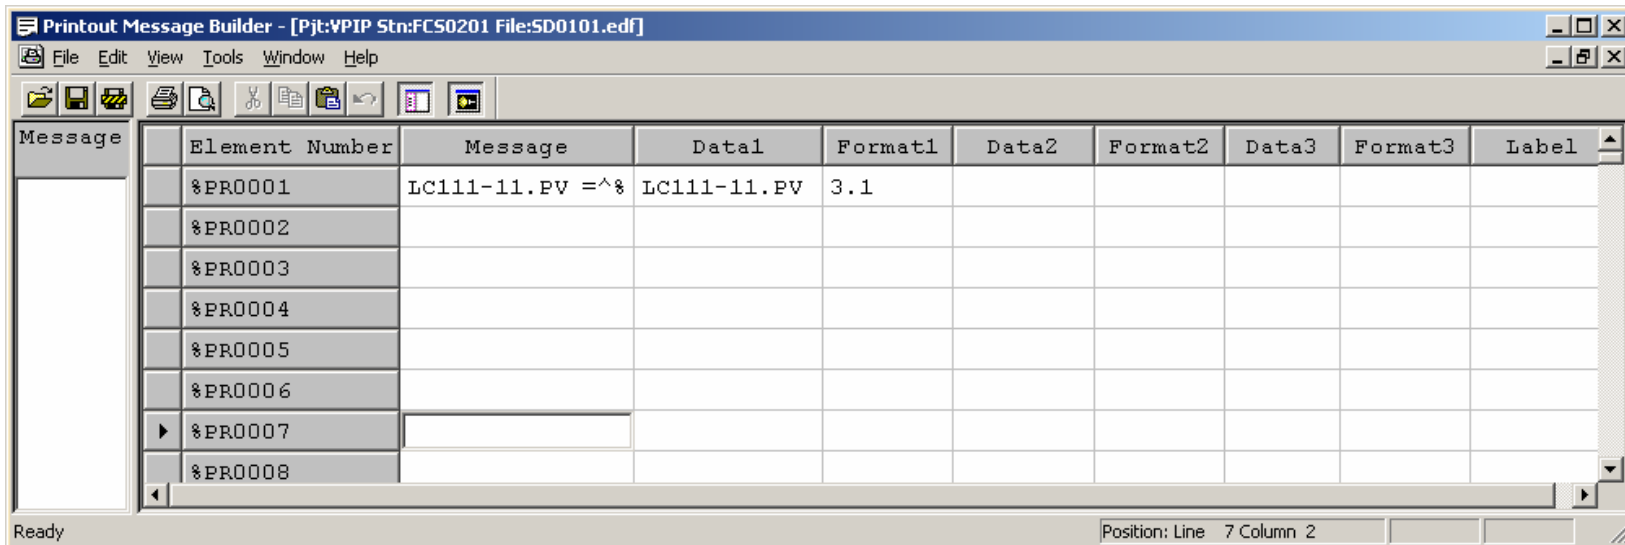 Printout Message Builder - [Pjt:VPIP Stn:FCS0201 File:SD0101.edf]
File Edit View Tools Window Help
Message
Element Number Message Data1 Format1 Data2 Format2 Data3 Format3 Label
%PR0001 LC111-11.PV =^% LC111-11.PV 3.1
%PR0002
%PR0003
%PR0004
%PR0005
%PR0006
%PR0007
%PR0008
Ready Position: Line 7 Column 2